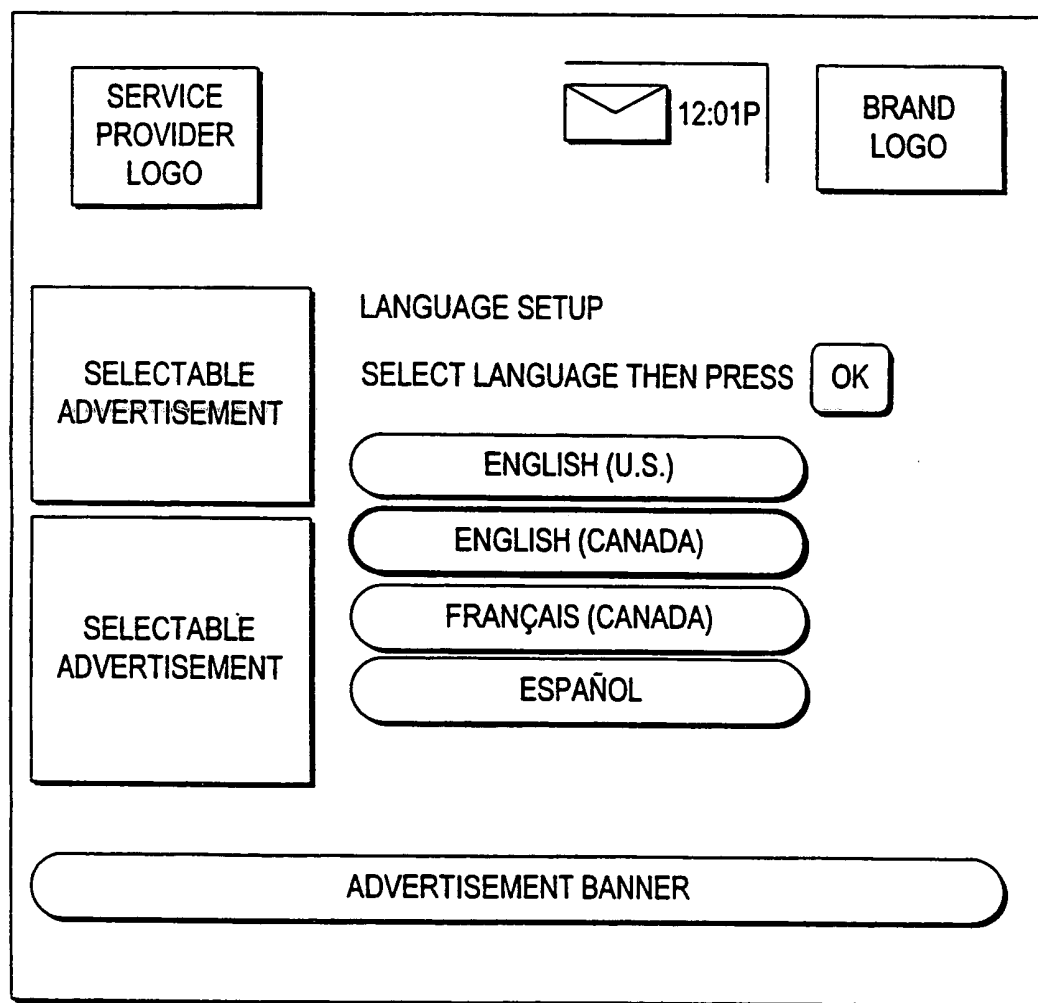 SERVICE
PROVIDER
LOGO
12:01P
BRAND
LOGO
SELECTABLE
ADVERTISEMENT
SELECTABLE
ADVERTISEMENT
LANGUAGE SETUP
SELECT LANGUAGE THEN PRESS OK
ENGLISH (U.S.)
ENGLISH (CANADA)
FRANÇAIS (CANADA)
ESPAÑOL
ADVERTISEMENT BANNER